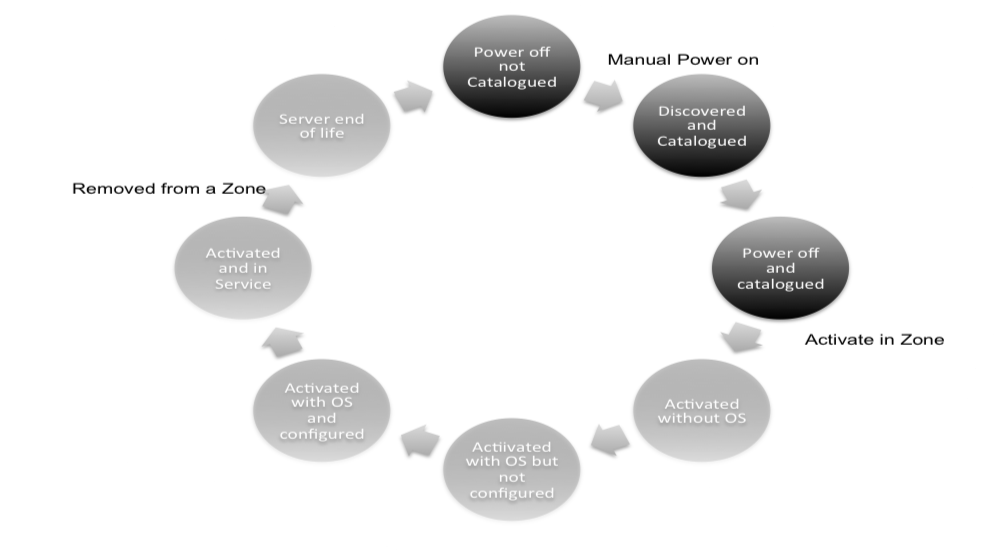 Power off
not
Catalogued
Manual Power on
Discovered
and
Catalogued
Power off
and
catalogued
Activate in Zone
Activated
without OS
Actiivated
with OS but
not
configured
Activated
with OS
and
configured
Activated
and in
Service
Removed from a Zone
Server end
of life